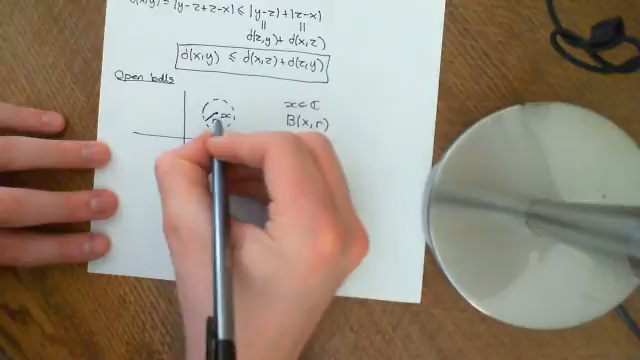 d(x,y) = |y-z+z-x| ≤ |y-z| + |z-x|
॥ ॥
d(z,y) + d(x,z)
d(x,y) ≤ d(x,z) + d(z,y)
Open balls
x ∈ ℂ
x
r
B(x,r)